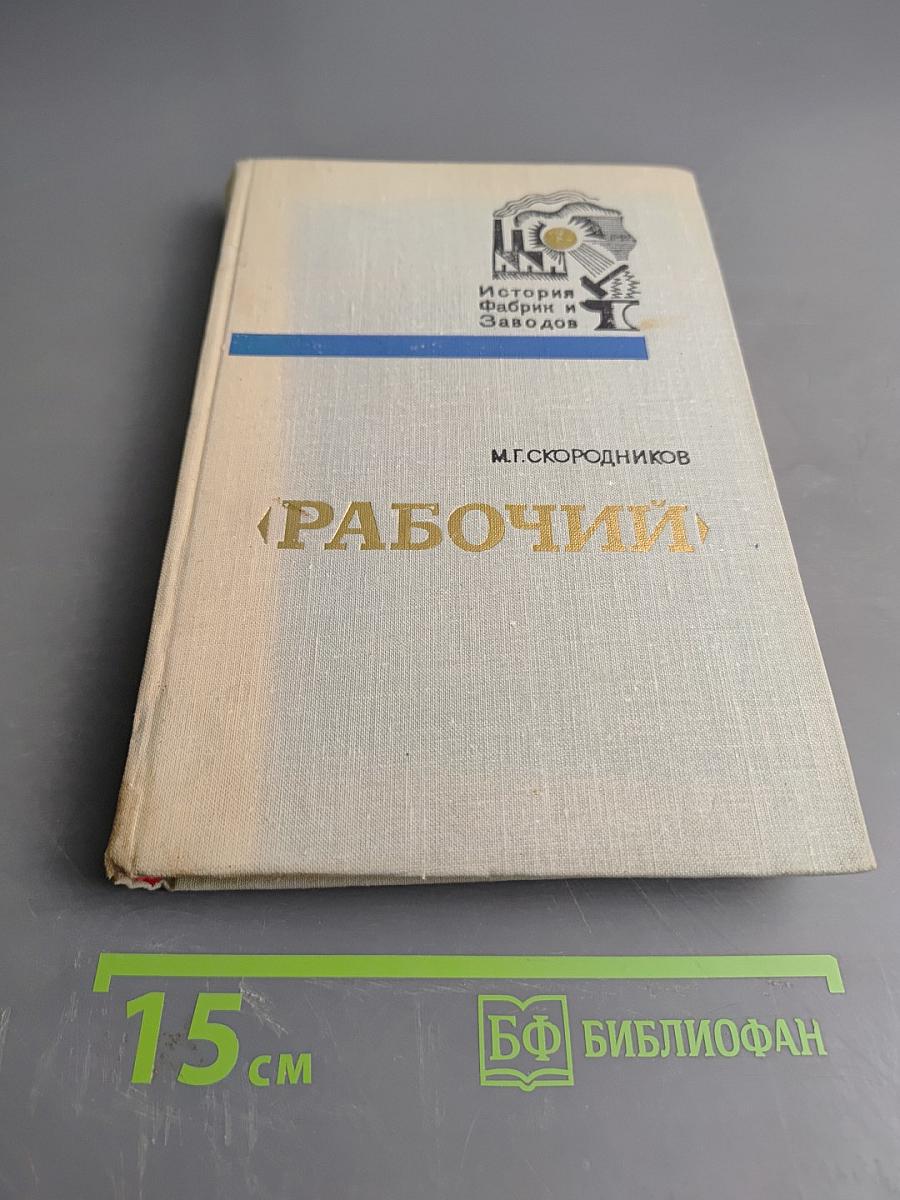 История
Фабрик и
Заводов
М.Г.СКОРОДНИКОВ
‹РАБОЧИЙ›
15 см
БФ БИБЛИОФАН